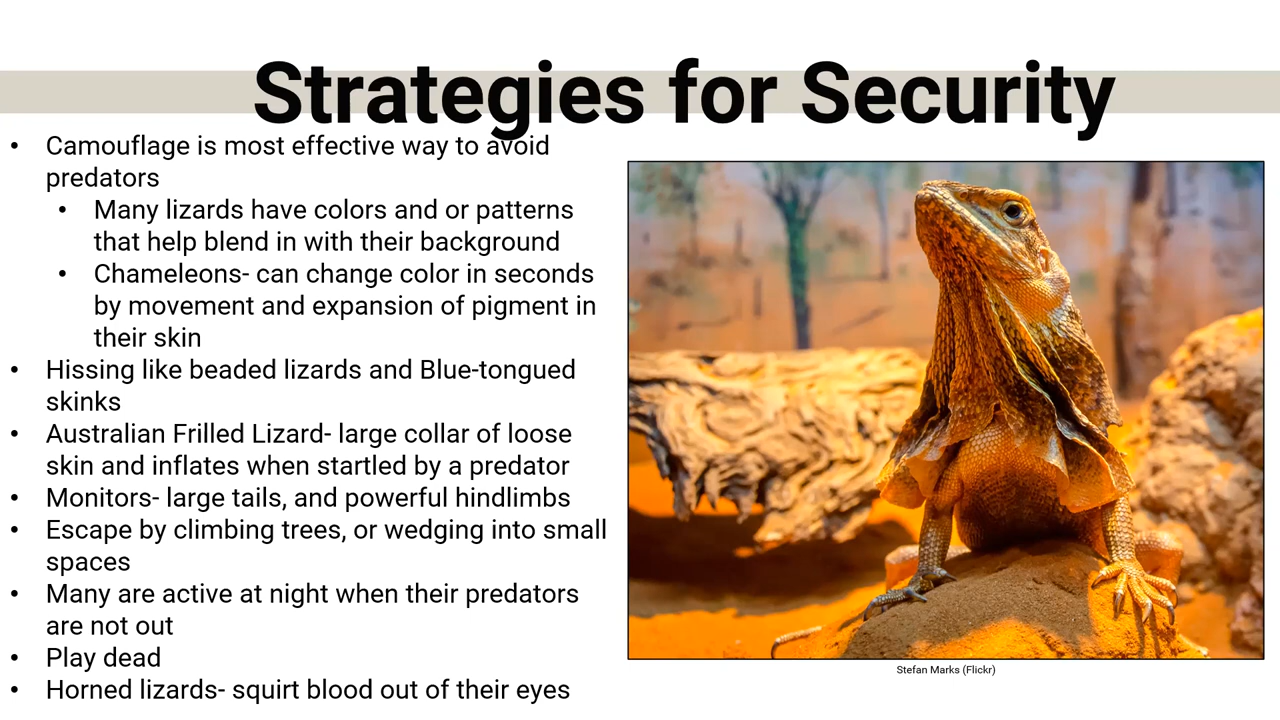 Strategies for Security
• Camouflage is most effective way to avoid
predators
• Many lizards have colors and or patterns
that help blend in with their background
• Chameleons- can change color in seconds
by movement and expansion of pigment in
their skin
• Hissing like beaded lizards and Blue-tongued
skinks
• Australian Frilled Lizard- large collar of loose
skin and inflates when startled by a predator
• Monitors- large tails, and powerful hindlimbs
• Escape by climbing trees, or wedging into small
spaces
• Many are active at night when their predators
are not out
• Play dead
• Horned lizards- squirt blood out of their eyes
Stefan Marks (Flickr)